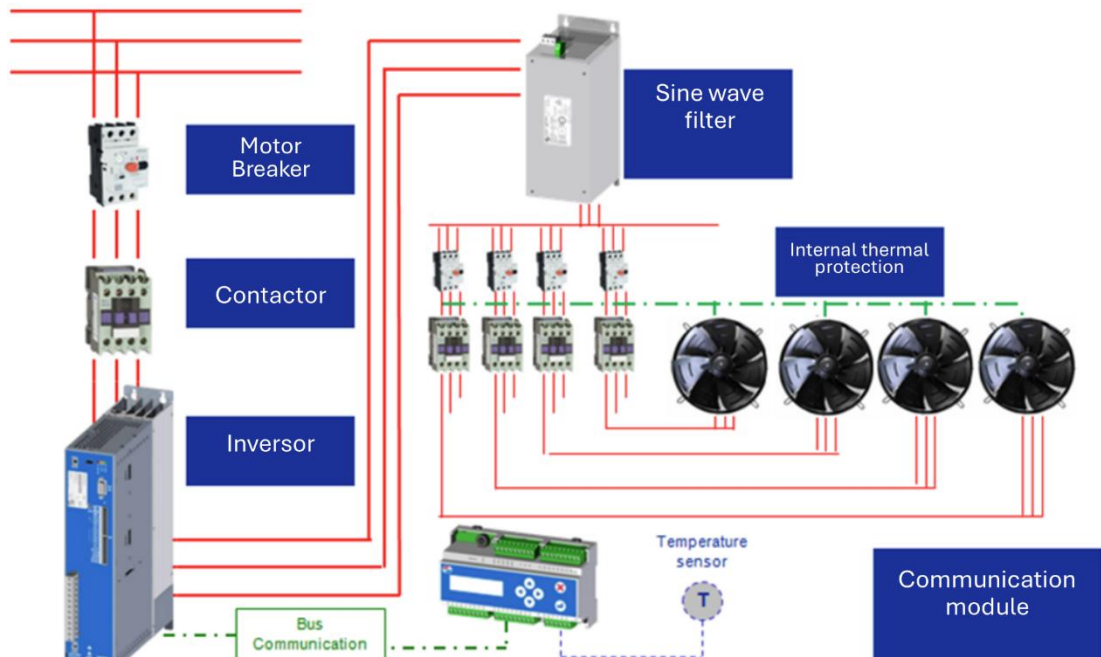 Motor
Breaker
Sine wave
filter
Internal thermal
protection
Contactor
Inversor
Temperature
sensor
T
Communication
module
Bus
Communication